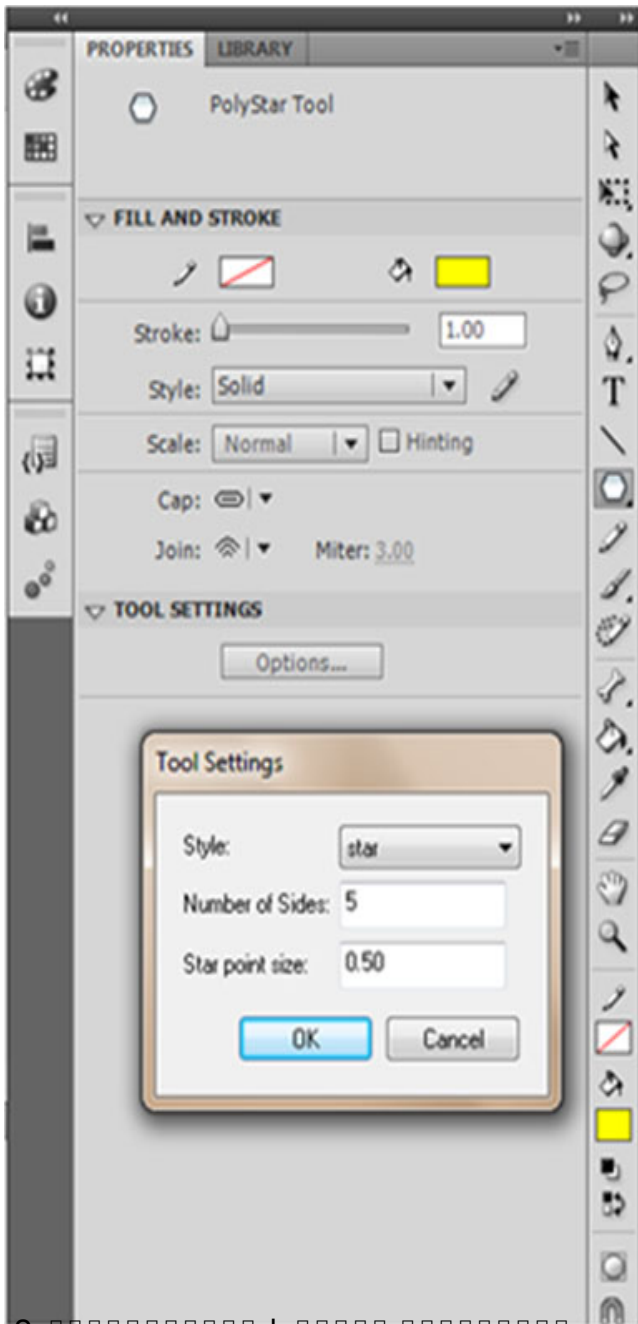 PROPERTIES LIBRARY
PolyStar Tool
FILL AND STROKE
Stroke: 1.00
Style: Solid
Scale: Normal Hinting
Cap:
Join: Miter: 3.00
TOOL SETTINGS
Options...
Tool Settings
Style: star
Number of Sides: 5
Star point size: 0.50
OK Cancel